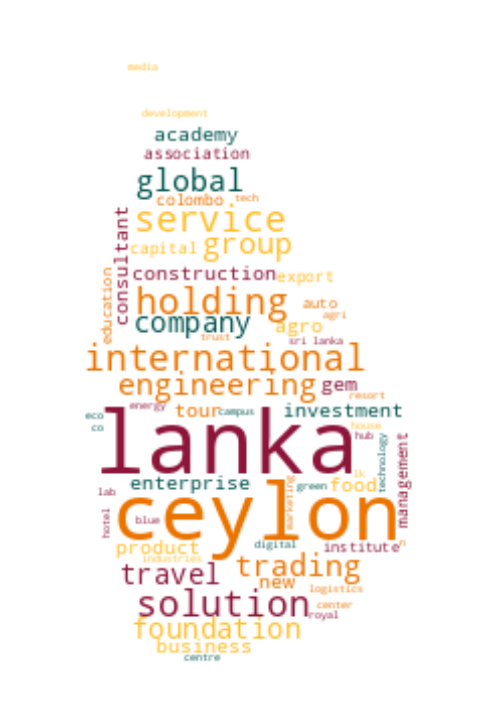 media
development
academy
association
global
colombo tech
service
consultant
capital group
construction export
education
holding auto
company agro agri
trust sri lanka
international
engineering gem
resort
energy tour campus investment
eco
co
lanka house
hub
technology
management
lk
enterprise green food
marketing
lab
ceylon
hotel
blue
product digital institute
industries
travel trading
new
logistics
solution center
royal
foundation
business
centre